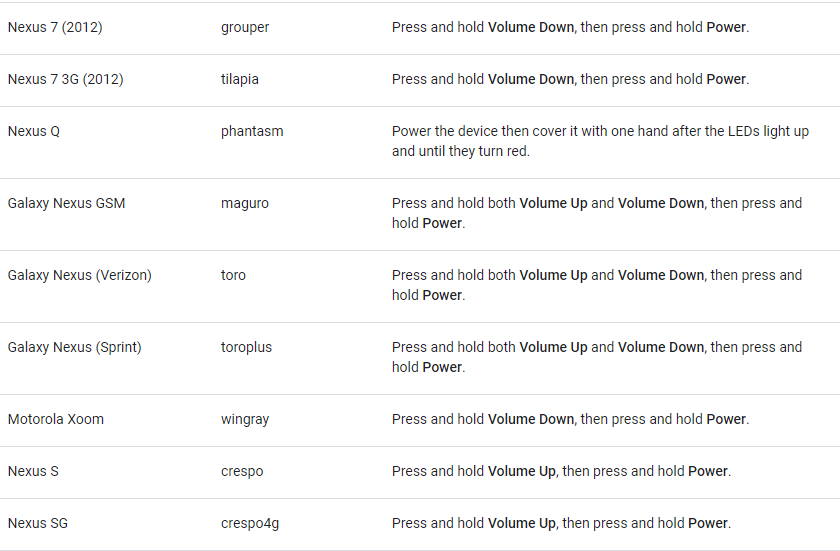 Nexus 7 (2012) grouper Press and hold Volume Down, then press and hold Power.
Nexus 7 3G (2012) tilapia Press and hold Volume Down, then press and hold Power.
Nexus Q phantasm Power the device then cover it with one hand after the LEDs light up
and until they turn red.
Galaxy Nexus GSM maguro Press and hold both Volume Up and Volume Down, then press and
hold Power.
Galaxy Nexus (Verizon) toro Press and hold both Volume Up and Volume Down, then press and
hold Power.
Galaxy Nexus (Sprint) toroplus Press and hold both Volume Up and Volume Down, then press and
hold Power.
Motorola Xoom wingray Press and hold Volume Down, then press and hold Power.
Nexus S crespo Press and hold Volume Up, then press and hold Power.
Nexus SG crespo4g Press and hold Volume Up, then press and hold Power.